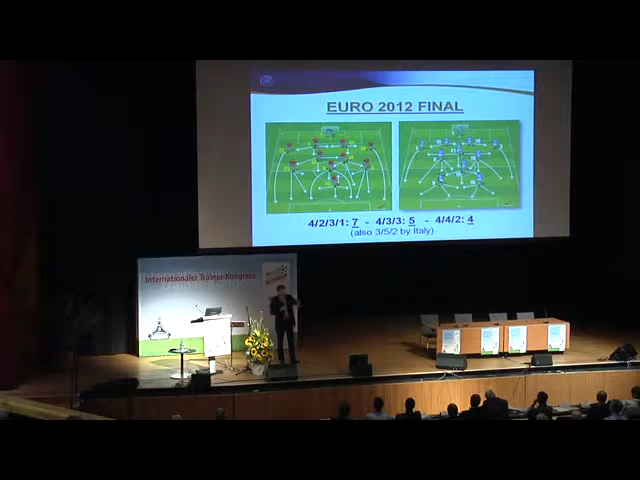 EURO 2012 FINAL
4/2/3/1: 7 - 4/3/3: 5 - 4/4/2: 4
(also 3/5/2 by Italy)
Internationaler Trainer-Kongress